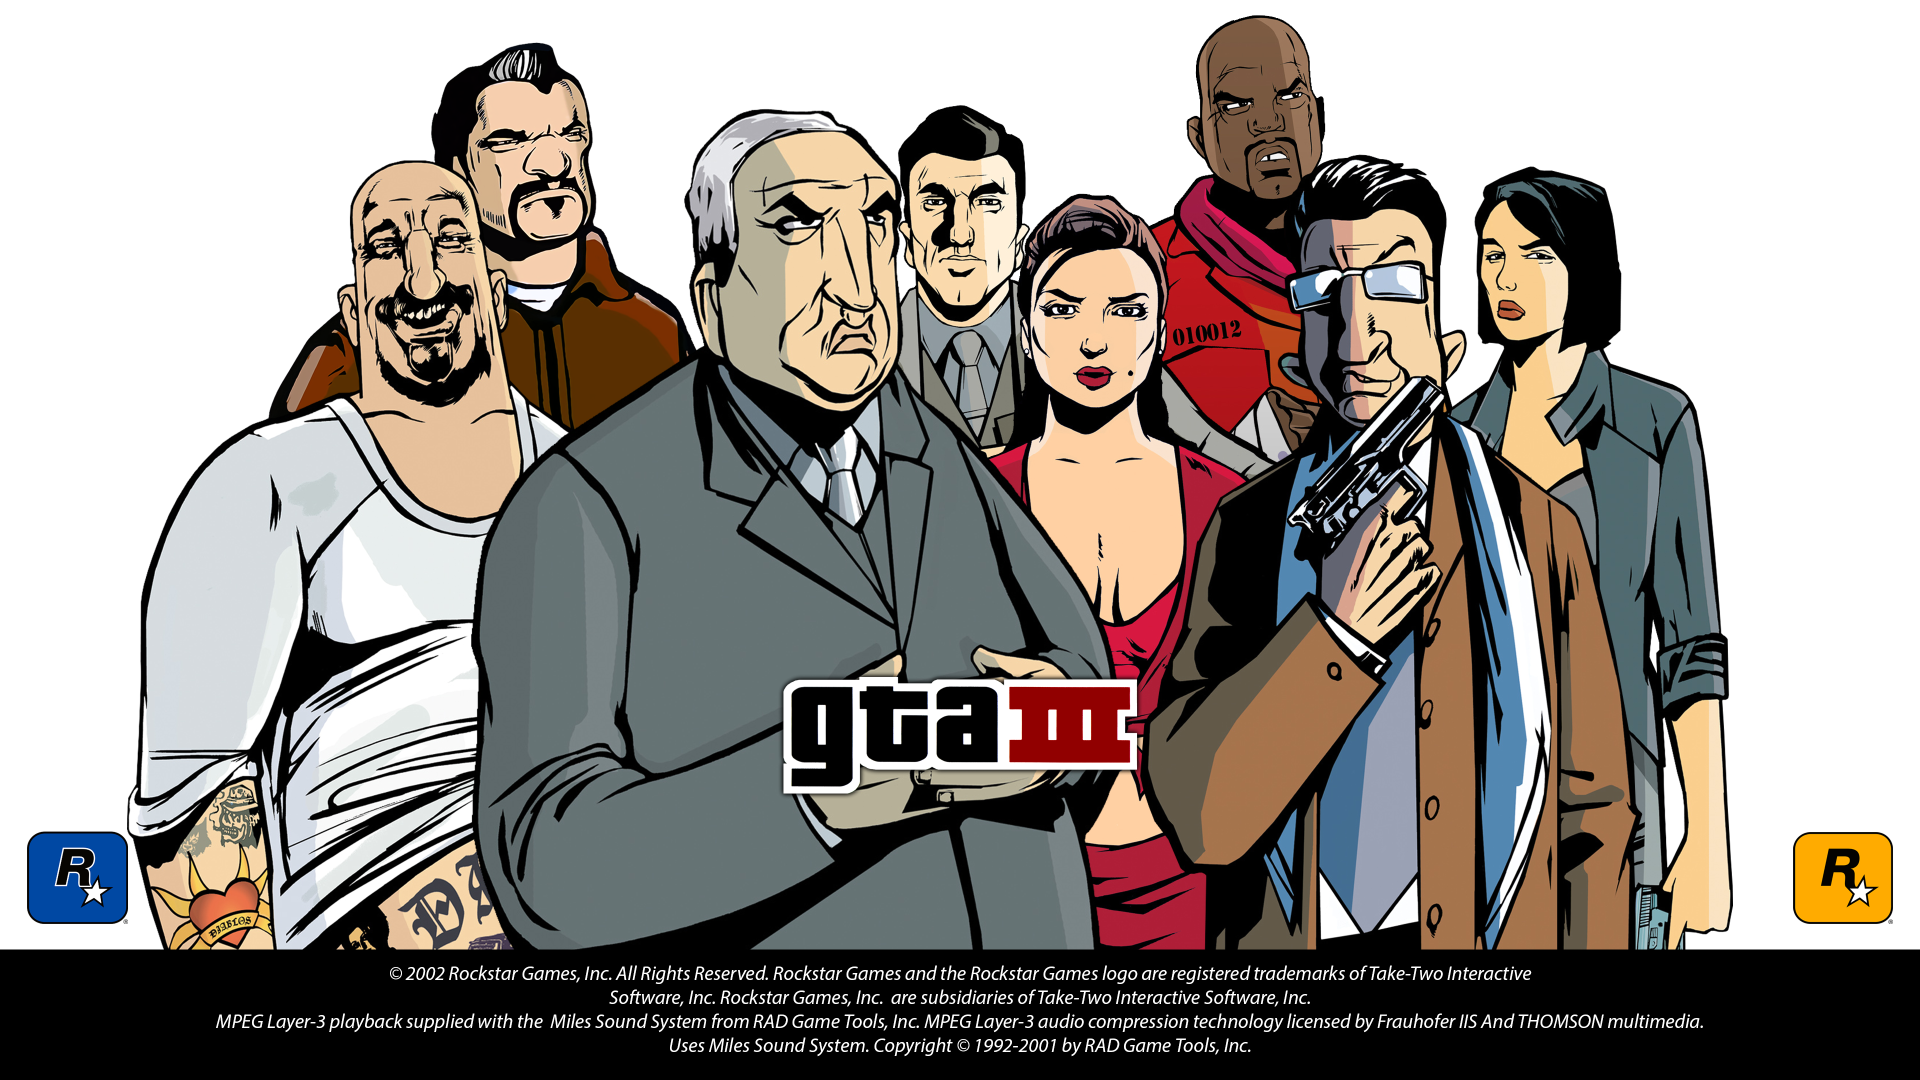 010012
gta III
DIABLOS
DA
R
R
© 2002 Rockstar Games, Inc. All Rights Reserved. Rockstar Games and the Rockstar Games logo are registered trademarks of Take-Two Interactive
Software, Inc. Rockstar Games, Inc. are subsidiaries of Take-Two Interactive Software, Inc.
MPEG Layer-3 playback supplied with the Miles Sound System from RAD Game Tools, Inc. MPEG Layer-3 audio compression technology licensed by Frauhofer IIS And THOMSON multimedia.
Uses Miles Sound System. Copyright © 1992-2001 by RAD Game Tools, Inc.